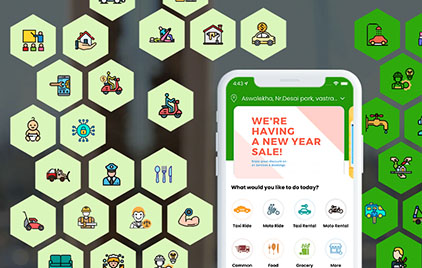 4:43
Aswalekha, Nr.Desai park, vastra...
WE'RE
HAVING
A NEW YEAR
SALE!
What would you like to do today?
Taxi Ride Moto Ride Taxi Rental Moto Rental
Common Food Grocery More